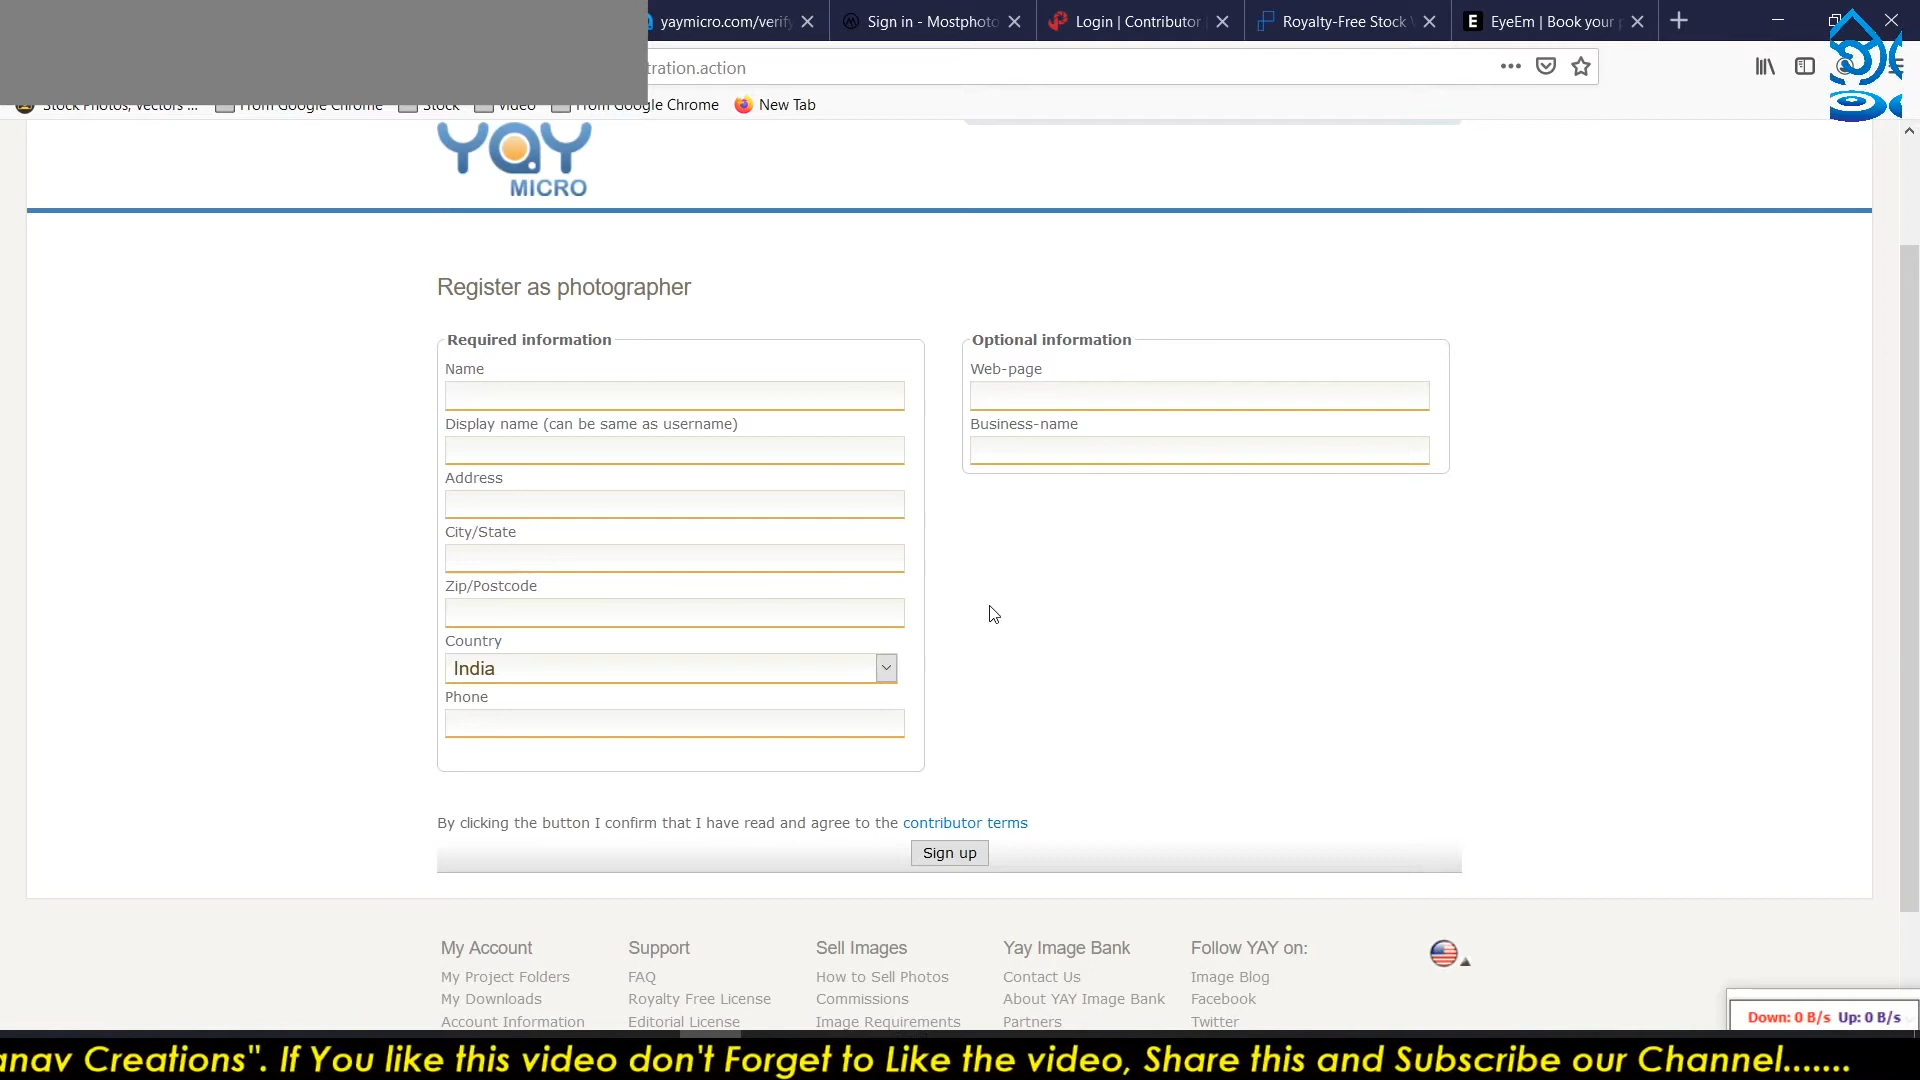 yaymicro.com/verify
Sign in - Mostphoto
Login | Contributor
Royalty-Free Stock
EyeEm | Book your
tration.action
Stock Photos, Vectors ...
From Google Chrome
Stock
video
From Google Chrome
New Tab
YAY
MICRO
Register as photographer
Required information
Name
Display name (can be same as username)
Address
City/State
Zip/Postcode
Country
India
Phone
Optional information
Web-page
Business-name
By clicking the button I confirm that I have read and agree to the contributor terms
Sign up
My Account
My Project Folders
My Downloads
Account Information
Support
FAQ
Royalty Free License
Editorial License
Sell Images
How to Sell Photos
Commissions
Image Requirements
Yay Image Bank
Contact Us
About YAY Image Bank
Partners
Follow YAY on:
Image Blog
Facebook
Twitter
Down: 0 B/s Up: 0 B/s
anav Creations". If You like this video don't Forget to Like the video, Share this and Subscribe our Channel.......